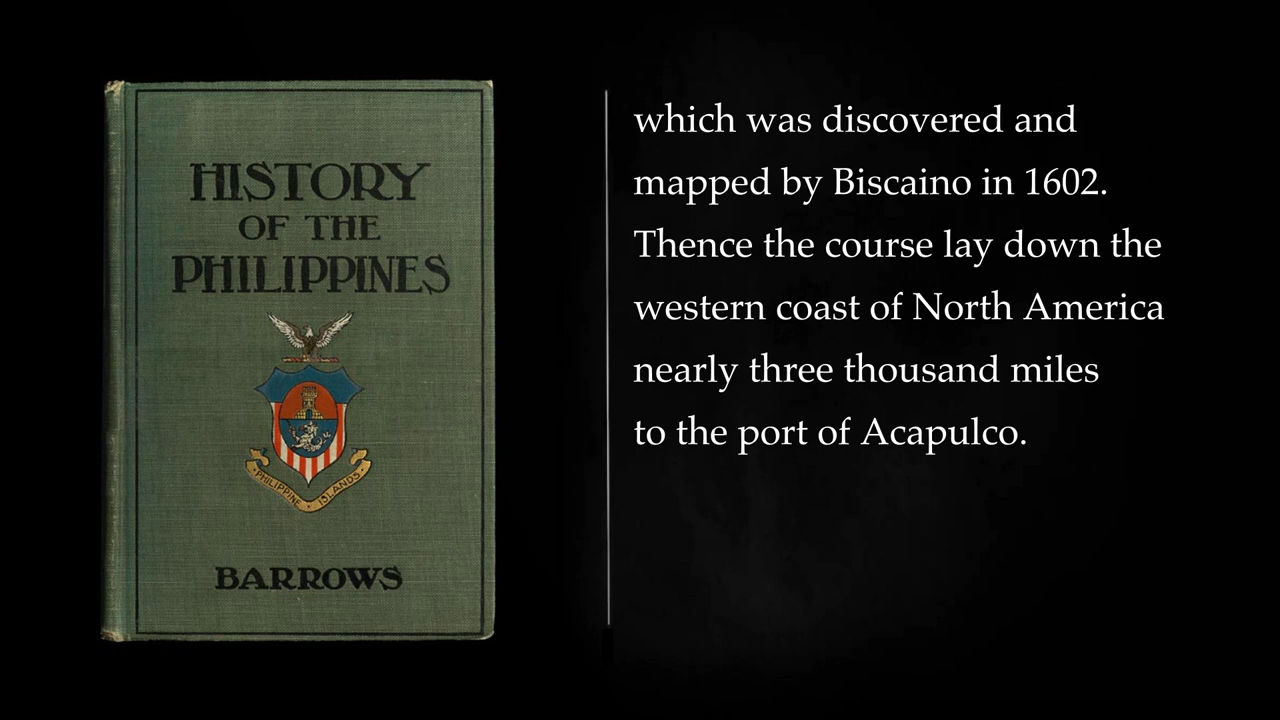 HISTORY
OF THE
PHILIPPINES
PHILIPPINE ISLANDS
BARROWS
which was discovered and
mapped by Biscaino in 1602.
Thence the course lay down the
western coast of North America
nearly three thousand miles
to the port of Acapulco.